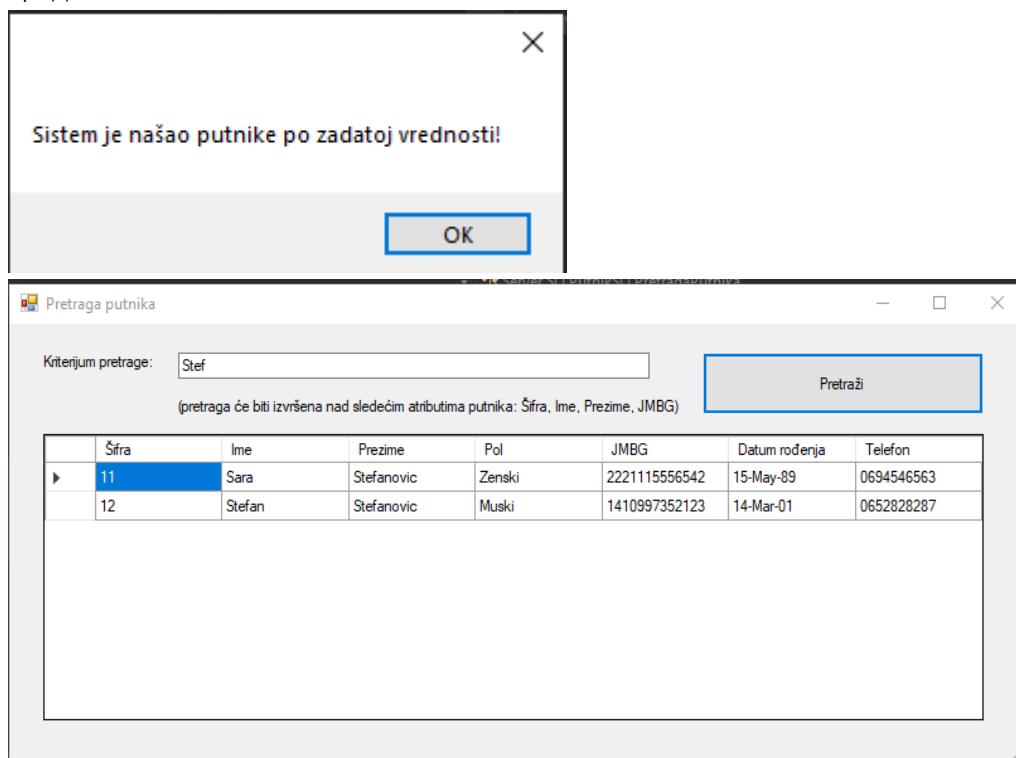 Sistem je našao putnike po zadatoj vrednosti!
OK
Pretraga putnika
Kriterijum pretrage: Stef
Pretraži
(pretraga će biti izvršena nad sledećim atributima putnika: Šifra, Ime, Prezime, JMBG)
Šifra Ime Prezime Pol JMBG Datum rođenja Telefon
11 Sara Stefanovic Zenski 2221115556542 15-May-89 0694546563
12 Stefan Stefanovic Muski 1410997352123 14-Mar-01 0652828287